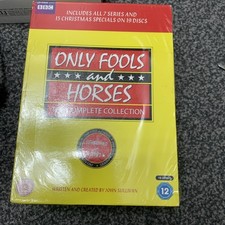 BBC
INCLUDES ALL 7 SERIES AND
15 CHRISTMAS SPECIALS ON 19 DISCS
ONLY FOOLS
and
HORSES
COMPLETE COLLECTION
WRITTEN AND CREATED BY JOHN SULLIVAN
12